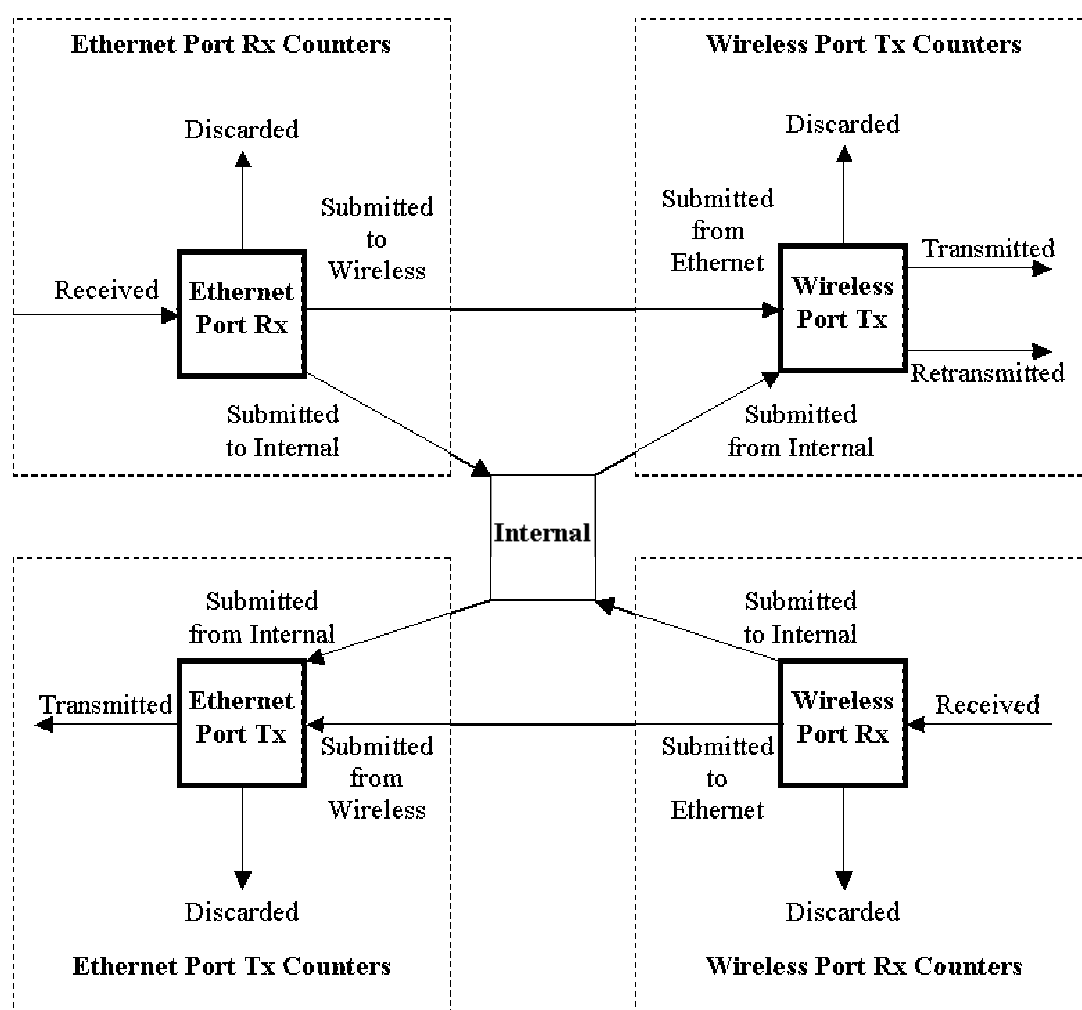 Ethernet Port Rx Counters
Discarded
Submitted
to
Wireless
Received
Ethernet
Port Rx
Submitted
to Internal
Wireless Port Tx Counters
Discarded
Submitted
from
Ethernet
Wireless
Port Tx
Transmitted
Retransmitted
Submitted
from Internal
Internal
Submitted
from Internal
Transmitted
Ethernet
Port Tx
Submitted
from
Wireless
Discarded
Ethernet Port Tx Counters
Submitted
to Internal
Wireless
Port Rx
Received
Submitted
to
Ethernet
Discarded
Wireless Port Rx Counters